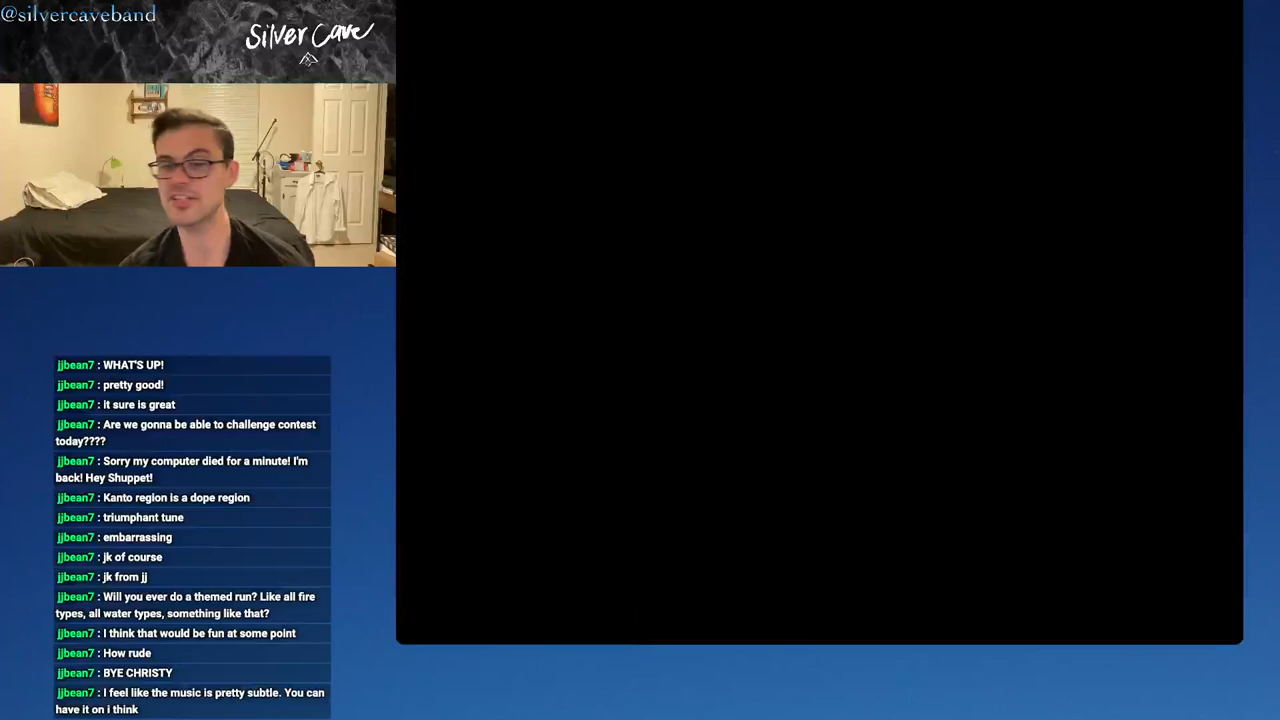 @silvercaveband
Silver Cave
jjbean7 : WHAT'S UP!
jjbean7 : pretty good!
jjbean7 : it sure is great
jjbean7 : Are we gonna be able to challenge contest
today????
jjbean7 : Sorry my computer died for a minute! I'm
back! Hey Shuppet!
jjbean7 : Kanto region is a dope region
jjbean7 : triumphant tune
jjbean7 : embarrassing
jjbean7 : jk of course
jjbean7 : jk from jj
jjbean7 : Will you ever do a themed run? Like all fire
types, all water types, something like that?
jjbean7 : I think that would be fun at some point
jjbean7 : How rude
jjbean7 : BYE CHRISTY
jjbean7 : I feel like the music is pretty subtle. You can
have it on i think